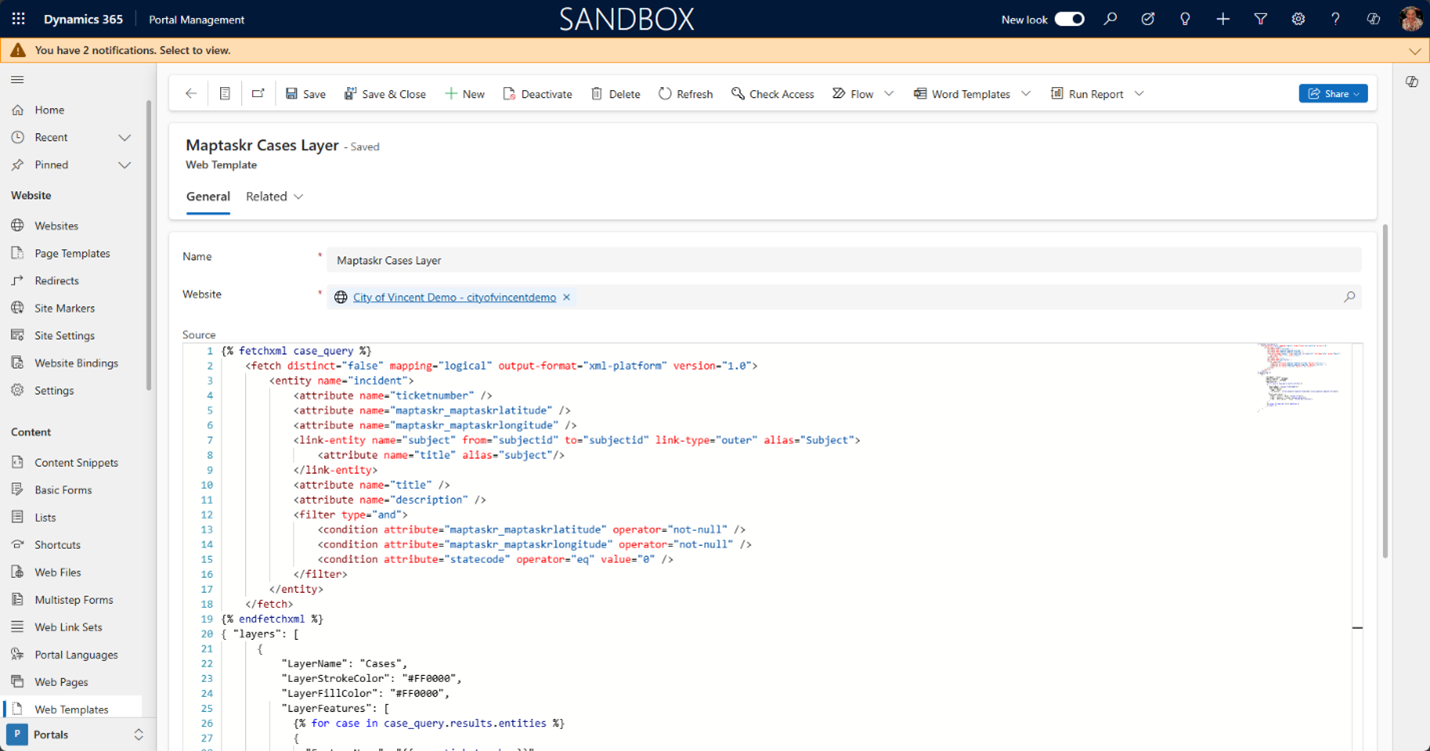 Dynamics 365 Portal Management SANDBOX New look
You have 2 notifications. Select to view.
Save Save & Close New Deactivate Delete Refresh Check Access Flow Word Templates Run Report Share
Home
Recent
Pinned
Website
Websites
Page Templates
Redirects
Site Markers
Site Settings
Website Bindings
Settings
Content
Content Snippets
Basic Forms
Lists
Shortcuts
Web Files
Multistep Forms
Web Link Sets
Portal Languages
Web Pages
Web Templates
P Portals
Maptaskr Cases Layer - Saved
Web Template
General Related
Name * Maptaskr Cases Layer
Website * City of Vincent Demo - cityofvincentdemo
Source
1 {% fetchxml case_query %}
2 <fetch distinct="false" mapping="logical" output-format="xml-platform" version="1.0">
3 <entity name="incident">
4 <attribute name="ticketnumber" />
5 <attribute name="maptaskr_maptaskrlatitude" />
6 <attribute name="maptaskr_maptaskrlongitude" />
7 <link-entity name="subject" from="subjectid" to="subjectid" link-type="outer" alias="Subject">
8 <attribute name="title" alias="subject"/>
9 </link-entity>
10 <attribute name="title" />
11 <attribute name="description" />
12 <filter type="and">
13 <condition attribute="maptaskr_maptaskrlatitude" operator="not-null" />
14 <condition attribute="maptaskr_maptaskrlongitude" operator="not-null" />
15 <condition attribute="statecode" operator="eq" value="0" />
16 </filter>
17 </entity>
18 </fetch>
19 {% endfetchxml %}
20 { "layers": [
21 {
22 "LayerName": "Cases",
23 "LayerStrokeColor": "#FF0000",
24 "LayerFillColor": "#FF0000",
25 "LayerFeatures": [
26 {% for case in case_query.results.entities %}
27 {